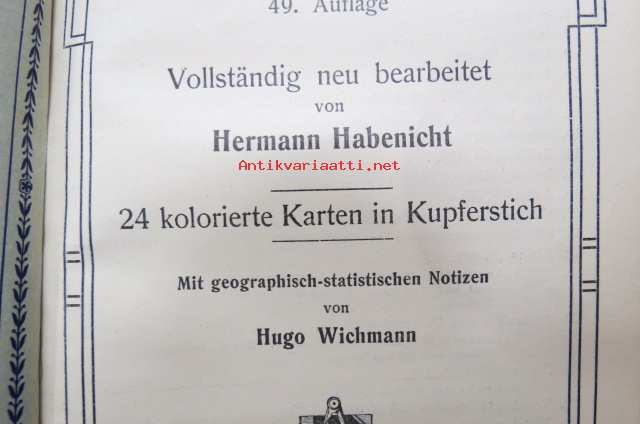 49. Auflage
Vollständig neu bearbeitet
von
Hermann Habenicht
Antikvariaatti.net
24 kolorierte Karten in Kupferstich
Mit geographisch-statistischen Notizen
von
Hugo Wichmann